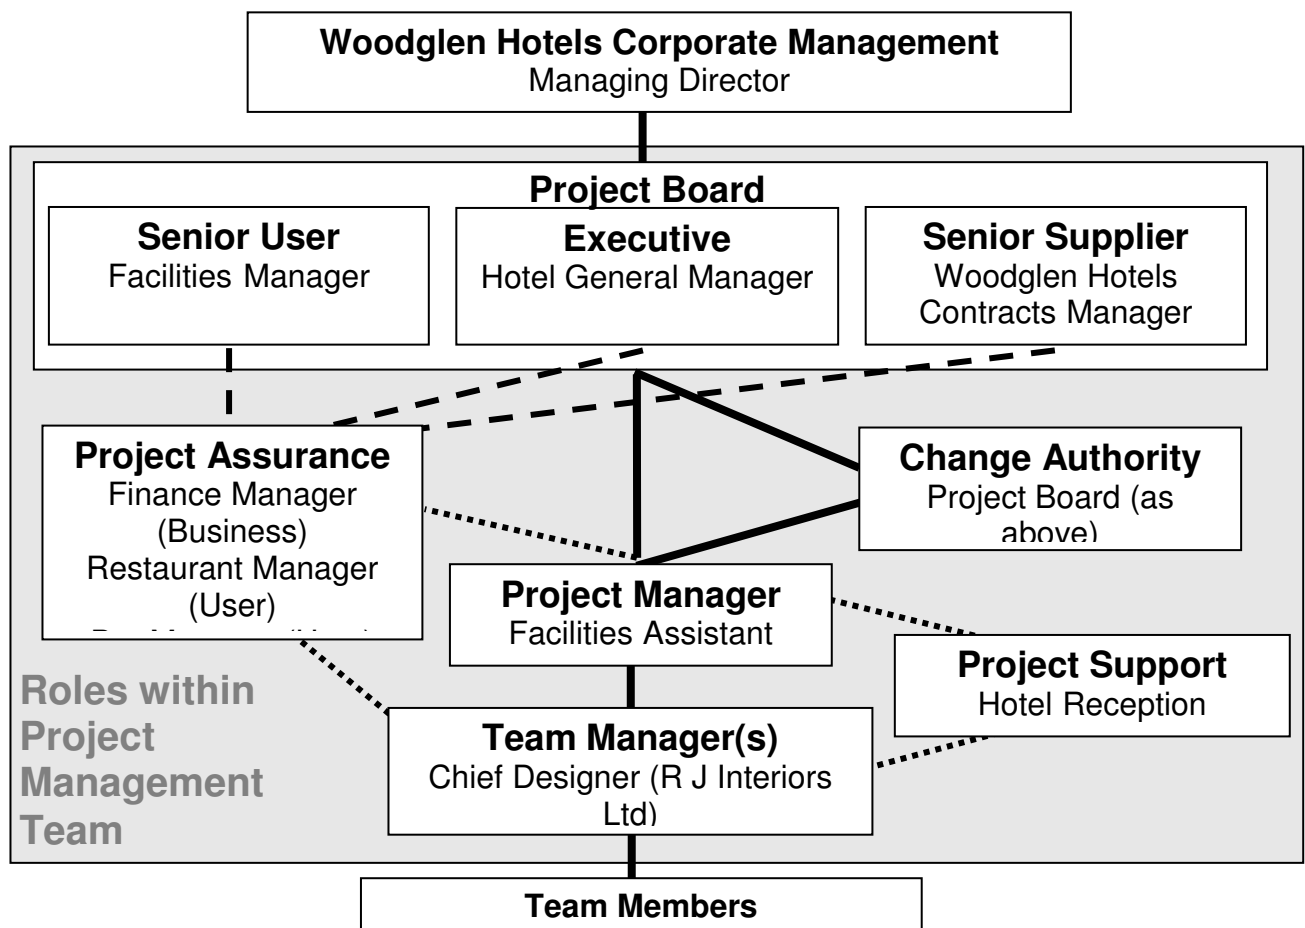 Woodglen Hotels Corporate Management
Managing Director
Project Board
Senior User
Facilities Manager
Executive
Hotel General Manager
Senior Supplier
Woodglen Hotels
Contracts Manager
Project Assurance
Finance Manager
(Business)
Restaurant Manager
(User)
Change Authority
Project Board (as
above)
Project Manager
Facilities Assistant
Project Support
Hotel Reception
Roles within
Project
Management
Team
Team Manager(s)
Chief Designer (R J Interiors
Ltd)
Team Members